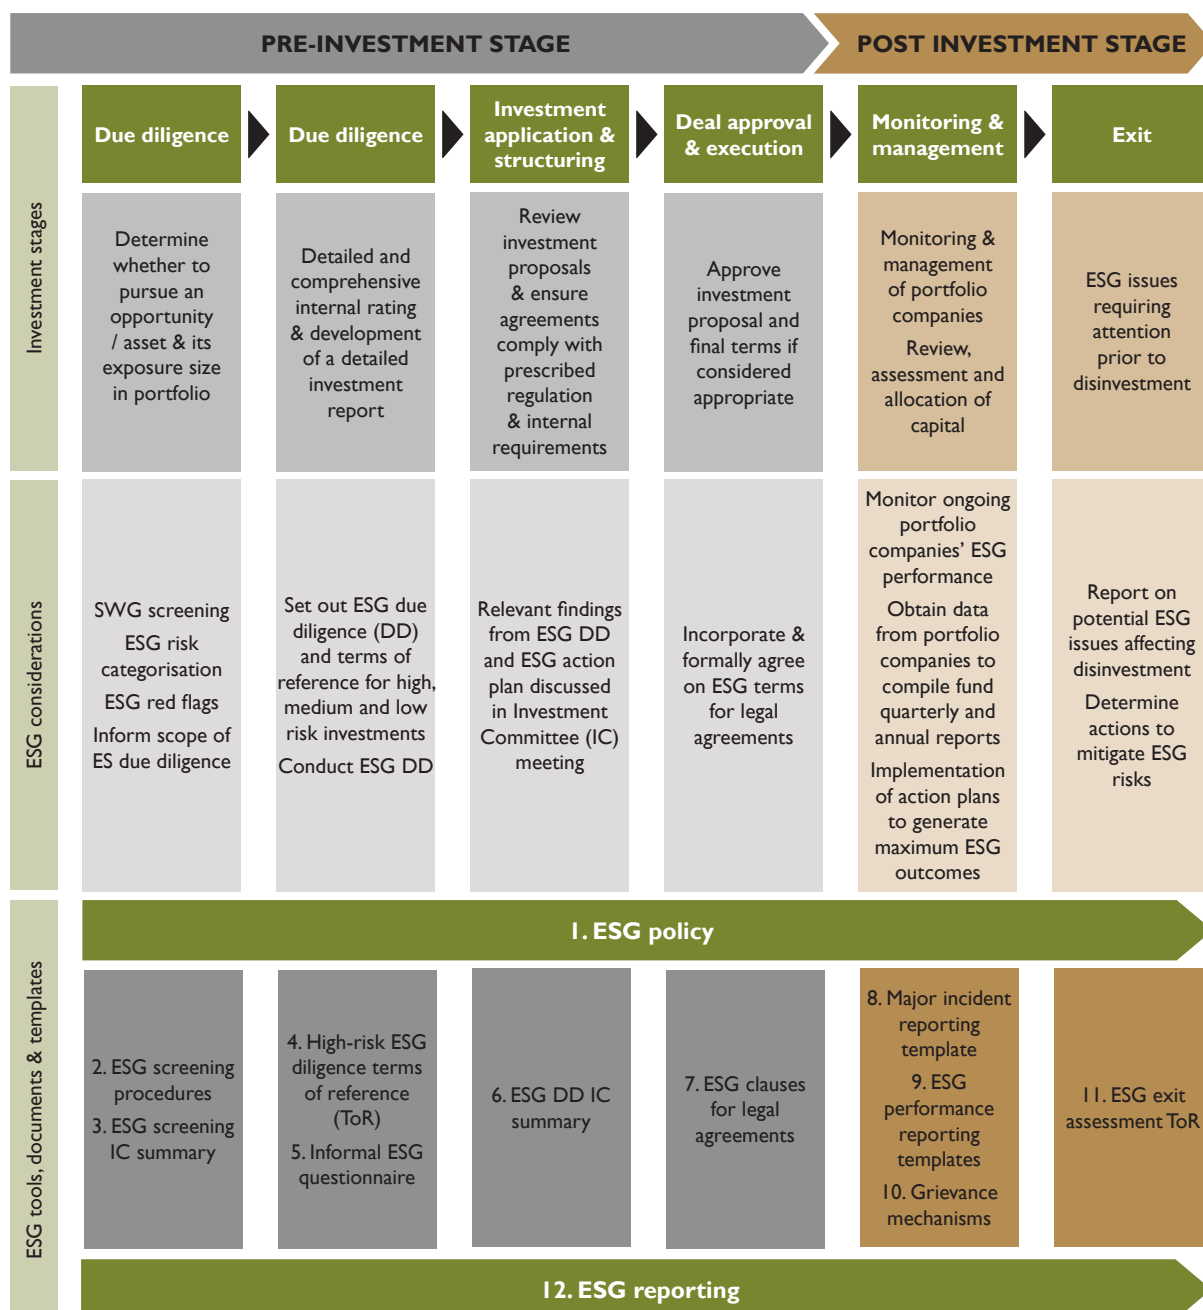 PRE-INVESTMENT STAGE
POST INVESTMENT STAGE
Due diligence
Due diligence
Investment
application &
structuring
Deal approval
& execution
Monitoring &
management
Exit
Investment stages
Determine
whether to
pursue an
opportunity
/ asset & its
exposure size
in portfolio
Detailed and
comprehensive
internal rating
& development
of a detailed
investment
report
Review
investment
proposals
& ensure
agreements
comply with
prescribed
regulation
& internal
requirements
Approve
investment
proposal and
final terms if
considered
appropriate
Monitoring &
management
of portfolio
companies
Review,
assessment and
allocation of
capital
ESG issues
requiring
attention
prior to
disinvestment
ESG considerations
SWG screening
ESG risk
categorisation
ESG red flags
Inform scope of
ES due diligence
Set out ESG due
diligence (DD)
and terms of
reference for high,
medium and low
risk investments
Conduct ESG DD
Relevant findings
from ESG DD
and ESG action
plan discussed
in Investment
Committee (IC)
meeting
Incorporate &
formally agree
on ESG terms
for legal
agreements
Monitor ongoing
portfolio
companies’ ESG
performance
Obtain data
from portfolio
companies to
compile fund
quarterly and
annual reports
Implementation
of action plans
to generate
maximum ESG
outcomes
Report on
potential ESG
issues affecting
disinvestment
Determine
actions to
mitigate ESG
risks
ESG tools, documents & templates
1. ESG policy
2. ESG screening
procedures
3. ESG screening
IC summary
4. High-risk ESG
diligence terms
of reference
(ToR)
5. Informal ESG
questionnaire
6. ESG DD IC
summary
7. ESG clauses
for legal
agreements
8. Major incident
reporting
template
9. ESG
performance
reporting
templates
10. Grievance
mechanisms
11. ESG exit
assessment ToR
12. ESG reporting